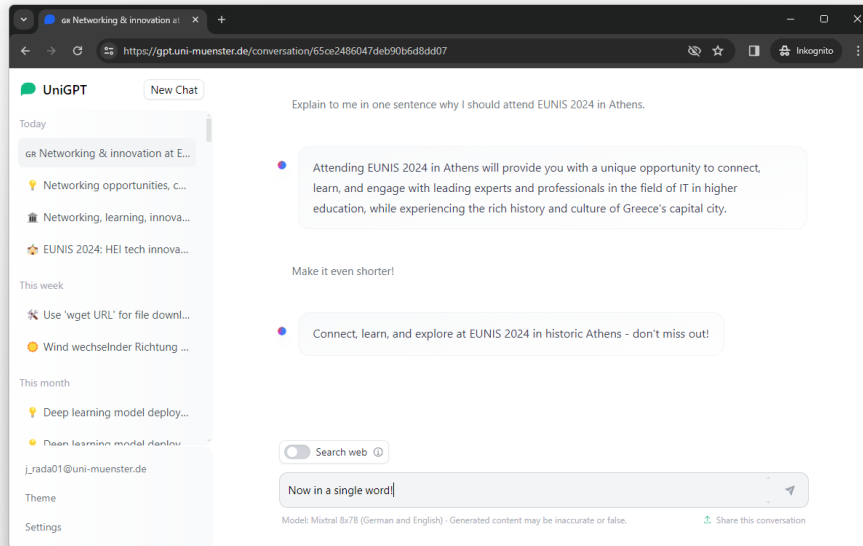 GR Networking & innovation at
https://gpt.uni-muenster.de/conversation/65ce2486047deb90b6d8dd07
Inkognito
UniGPT
New Chat
Today
GR Networking & innovation at E...
Networking opportunities, c...
Networking, learning, innova...
EUNIS 2024: HEI tech innova...
This week
Use 'wget URL' for file downl...
Wind wechselnder Richtung ...
This month
Deep learning model deploy...
Deep learning model deploy...
j_rada01@uni-muenster.de
Theme
Settings
Explain to me in one sentence why I should attend EUNIS 2024 in Athens.
Attending EUNIS 2024 in Athens will provide you with a unique opportunity to connect,
learn, and engage with leading experts and professionals in the field of IT in higher
education, while experiencing the rich history and culture of Greece's capital city.
Make it even shorter!
Connect, learn, and explore at EUNIS 2024 in historic Athens - don't miss out!
Search web
Now in a single word!
Model: Mixtral 8x7B (German and English) · Generated content may be inaccurate or false.
Share this conversation